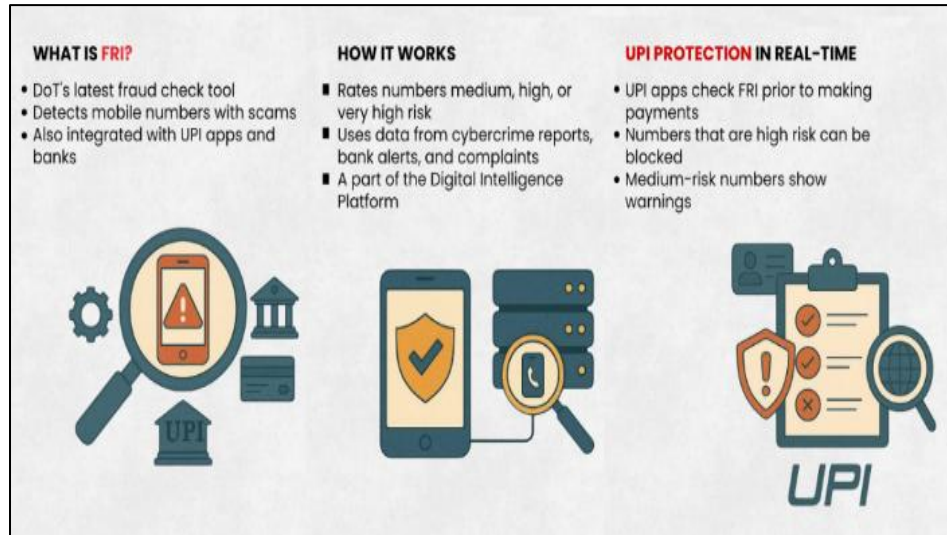 WHAT IS FRI?
• DoT's latest fraud check tool
• Detects mobile numbers with scams
• Also integrated with UPI apps and
banks
UPI
HOW IT WORKS
▪ Rates numbers medium, high, or
very high risk
▪ Uses data from cybercrime reports,
bank alerts, and complaints
▪ A part of the Digital Intelligence
Platform
UPI PROTECTION IN REAL-TIME
• UPI apps check FRI prior to making
payments
• Numbers that are high risk can be
blocked
• Medium-risk numbers show
warnings
UPI